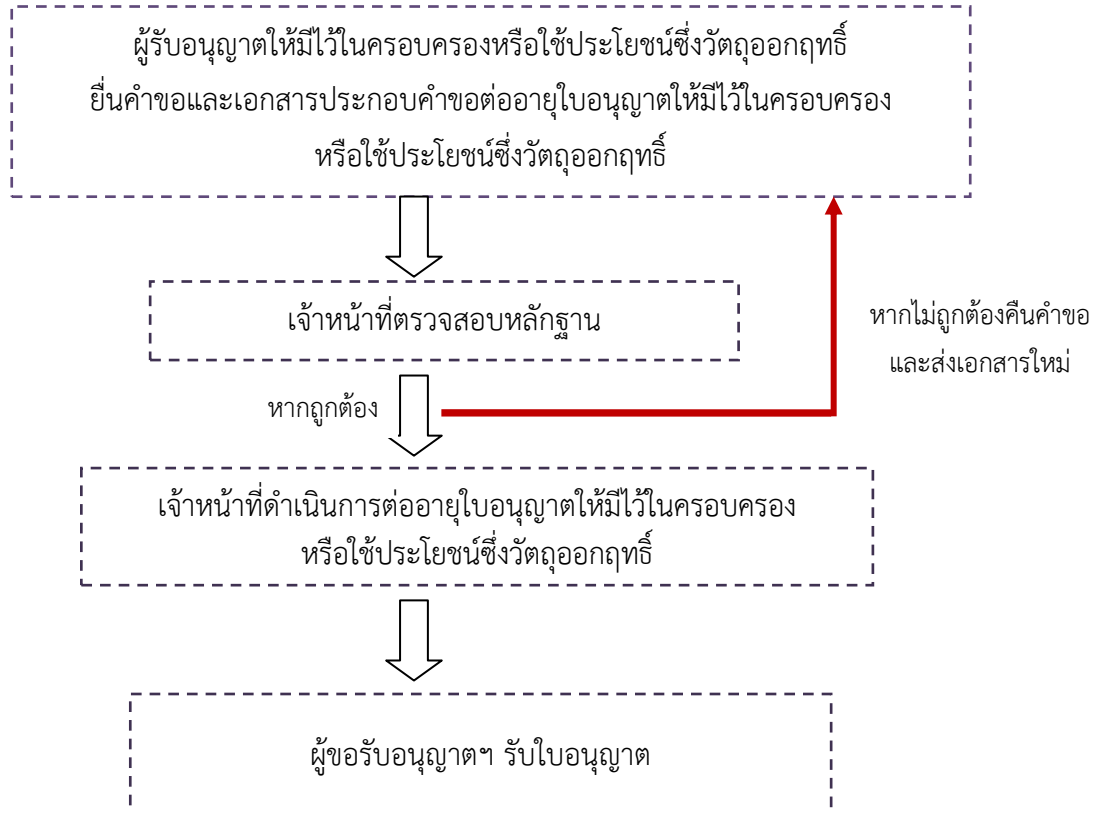 ผู้รับอนุญาตให้มีไว้ในครอบครองหรือใช้ประโยชน์ซึ่งวัตถุออกฤทธิ์
ยื่นคำขอและเอกสารประกอบคำขอต่ออายุใบอนุญาตให้มีไว้ในครอบครอง
หรือใช้ประโยชน์ซึ่งวัตถุออกฤทธิ์
เจ้าหน้าที่ตรวจสอบหลักฐาน
หากไม่ถูกต้องคืนคำขอ
และส่งเอกสารใหม่
หากถูกต้อง
เจ้าหน้าที่ดำเนินการต่ออายุใบอนุญาตให้มีไว้ในครอบครอง
หรือใช้ประโยชน์ซึ่งวัตถุออกฤทธิ์
ผู้ขอรับอนุญาตฯ รับใบอนุญาต